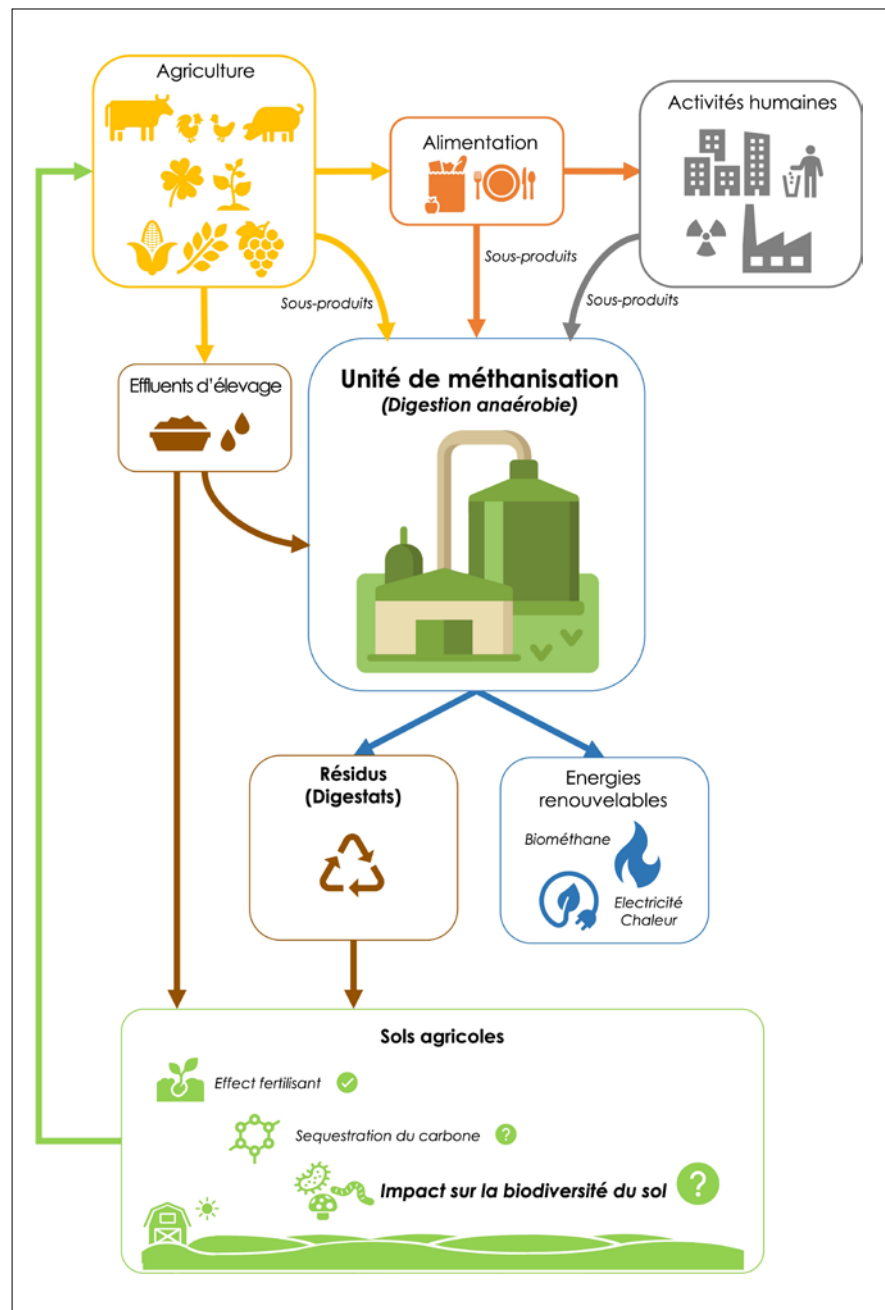 Agriculture
Alimentation
Activités humaines
Sous-produits
Sous-produits
Sous-produits
Effluents d'élevage
Unité de méthanisation
(Digestion anaérobie)
Résidus
(Digestats)
Energies
renouvelables
Biométhane
Electricité
Chaleur
Sols agricoles
Effect fertilisant
Sequestration du carbone
?
Impact sur la biodiversité du sol
?